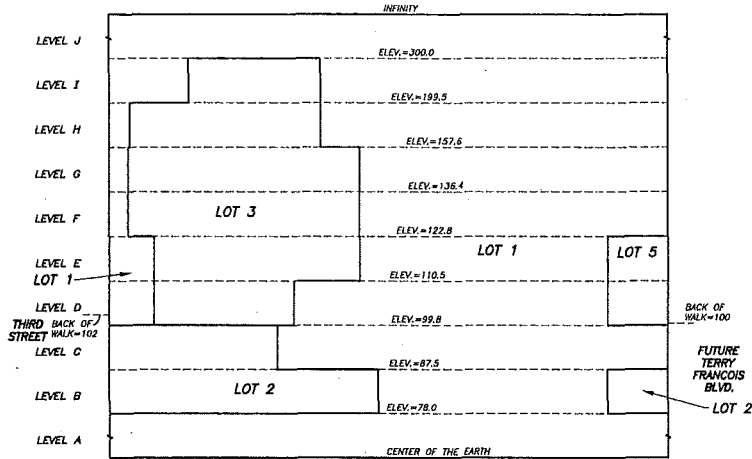 INFINITY
LEVEL J
ELEV.=300.0
LEVEL I
ELEV.=199.5
LEVEL H
ELEV.=157.6
LEVEL G
ELEV.=136.4
LEVEL F
LOT 3
ELEV.=122.8
LEVEL E
LOT 1
LOT 1
LOT 5
ELEV.=110.5
LEVEL D
THIRD STREET
BACK OF WALK=102
ELEV.=99.8
BACK OF WALK=100
LEVEL C
ELEV.=87.5
FUTURE
TERRY
FRANCOIS
BLVD.
LEVEL B
LOT 2
LOT 2
ELEV.=78.0
LEVEL A
CENTER OF THE EARTH